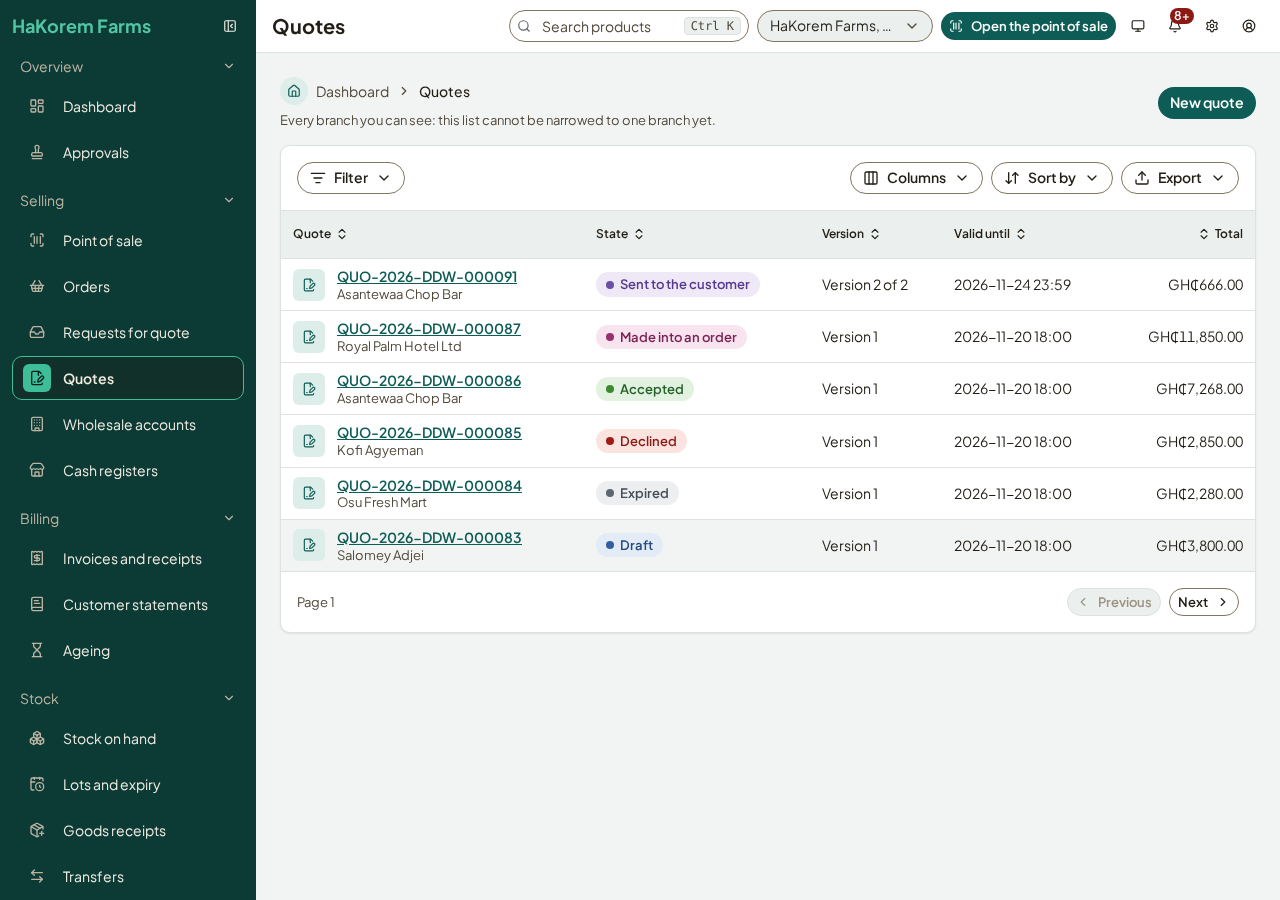 HaKorem Farms
Quotes
Search products
Ctrl K
HaKorem Farms, ...
Open the point of sale
8+
Overview
Dashboard
Approvals
Selling
Point of sale
Orders
Requests for quote
Quotes
Wholesale accounts
Cash registers
Billing
Invoices and receipts
Customer statements
Ageing
Stock
Stock on hand
Lots and expiry
Goods receipts
Transfers
Dashboard > Quotes
Every branch you can see: this list cannot be narrowed to one branch yet.
New quote
Filter
Columns
Sort by
Export
Quote State Version Valid until Total
QUO-2026-DDW-000091
Asantewaa Chop Bar
Sent to the customer
Version 2 of 2
2026-11-24 23:59
GH₵666.00
QUO-2026-DDW-000087
Royal Palm Hotel Ltd
Made into an order
Version 1
2026-11-20 18:00
GH₵11,850.00
QUO-2026-DDW-000086
Asantewaa Chop Bar
Accepted
Version 1
2026-11-20 18:00
GH₵7,268.00
QUO-2026-DDW-000085
Kofi Agyeman
Declined
Version 1
2026-11-20 18:00
GH₵2,850.00
QUO-2026-DDW-000084
Osu Fresh Mart
Expired
Version 1
2026-11-20 18:00
GH₵2,280.00
QUO-2026-DDW-000083
Salomey Adjei
Draft
Version 1
2026-11-20 18:00
GH₵3,800.00
Page 1
Previous
Next